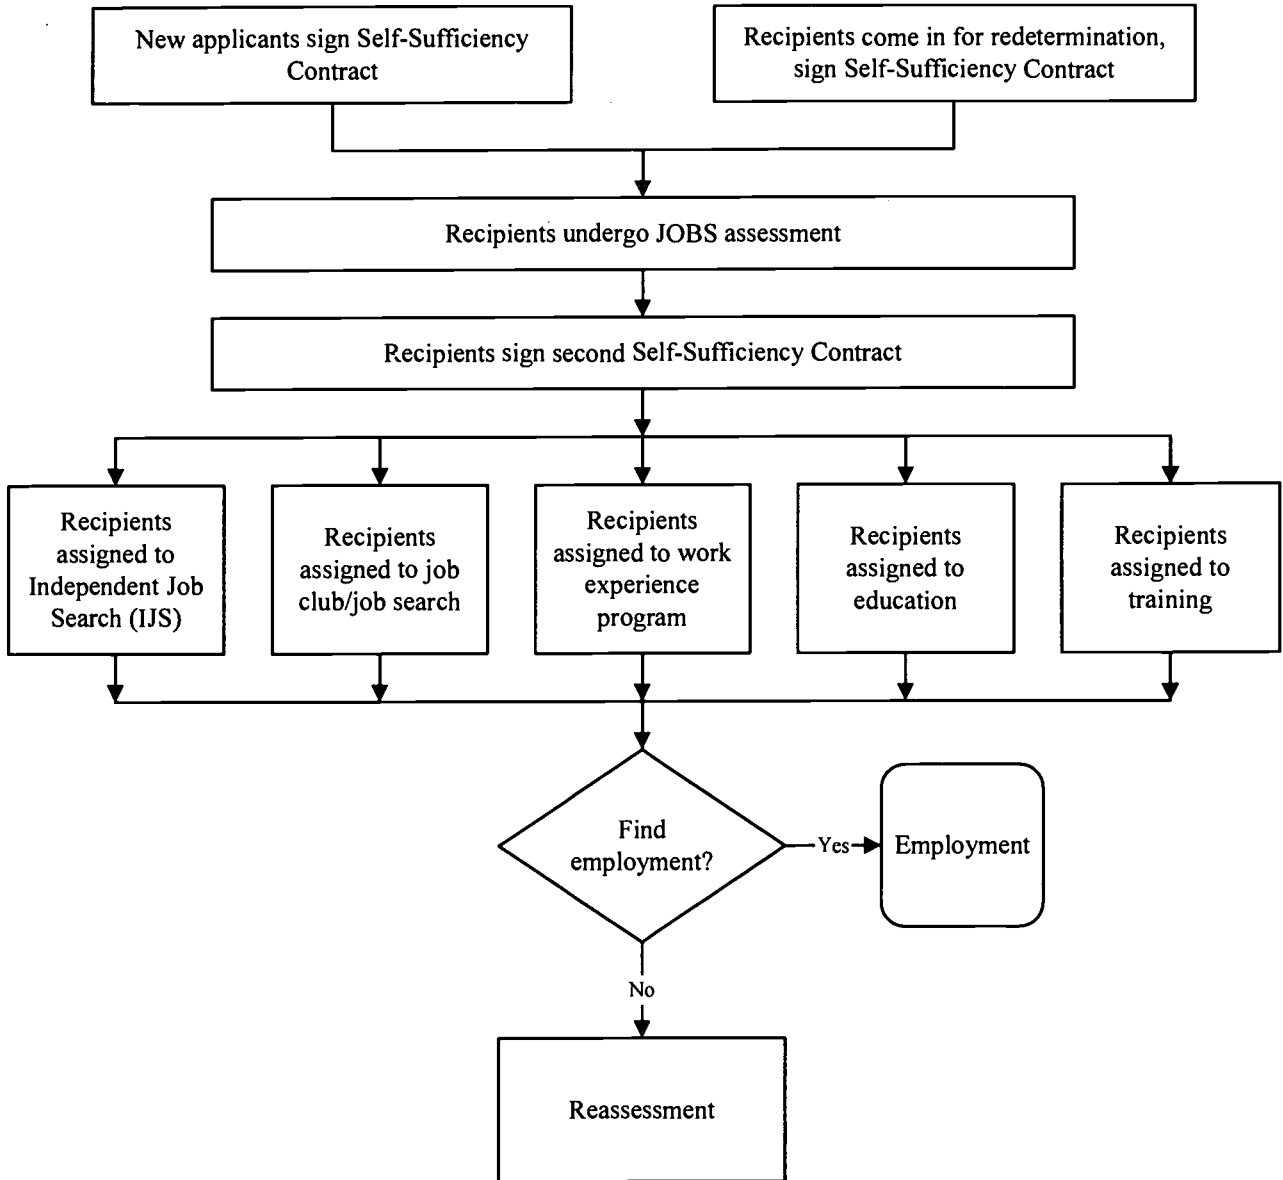 New applicants sign Self-Sufficiency
Contract
Recipients come in for redetermination,
sign Self-Sufficiency Contract
Recipients undergo JOBS assessment
Recipients sign second Self-Sufficiency Contract
Recipients
assigned to
Independent Job
Search (IJS)
Recipients
assigned to job
club/job search
Recipients
assigned to work
experience
program
Recipients
assigned to
education
Recipients
assigned to
training
Find
employment?
Yes
Employment
No
Reassessment